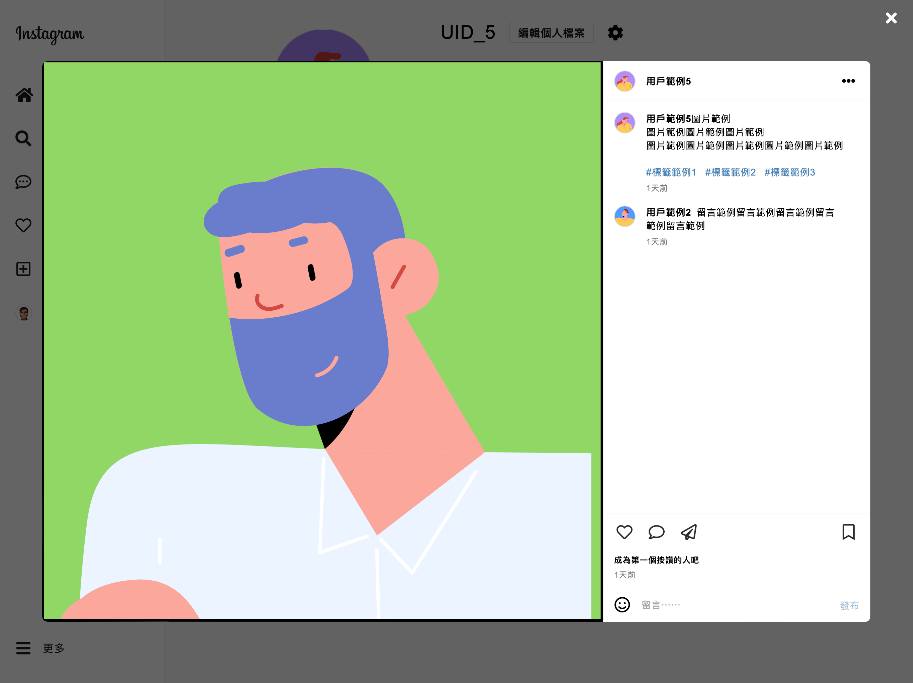 Instagram
UID_5 編輯個人檔案
用戶範例5
用戶範例5圖片範例
圖片範例圖片範例圖片範例
圖片範例圖片範例圖片範例圖片範例圖片範例
#標籤範例1 #標籤範例2 #標籤範例3
1天前
用戶範例2 留言範例留言範例留言範例留言
範例留言範例
1天前
成為第一個按讚的人吧
1天前
留言……
發布
更多